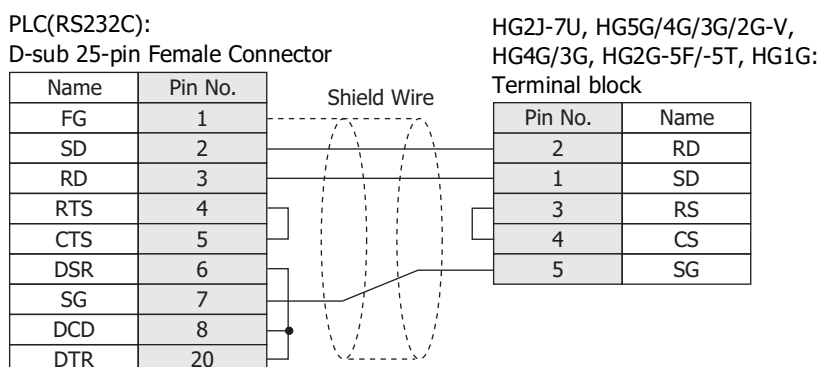 PLC(RS232C):
D-sub 25-pin Female Connector
Name Pin No.
FG 1
SD 2
RD 3
RTS 4
CTS 5
DSR 6
SG 7
DCD 8
DTR 20
Shield Wire
HG2J-7U, HG5G/4G/3G/2G-V,
HG4G/3G, HG2G-5F/-5T, HG1G:
Terminal block
Pin No. Name
2 RD
1 SD
3 RS
4 CS
5 SG